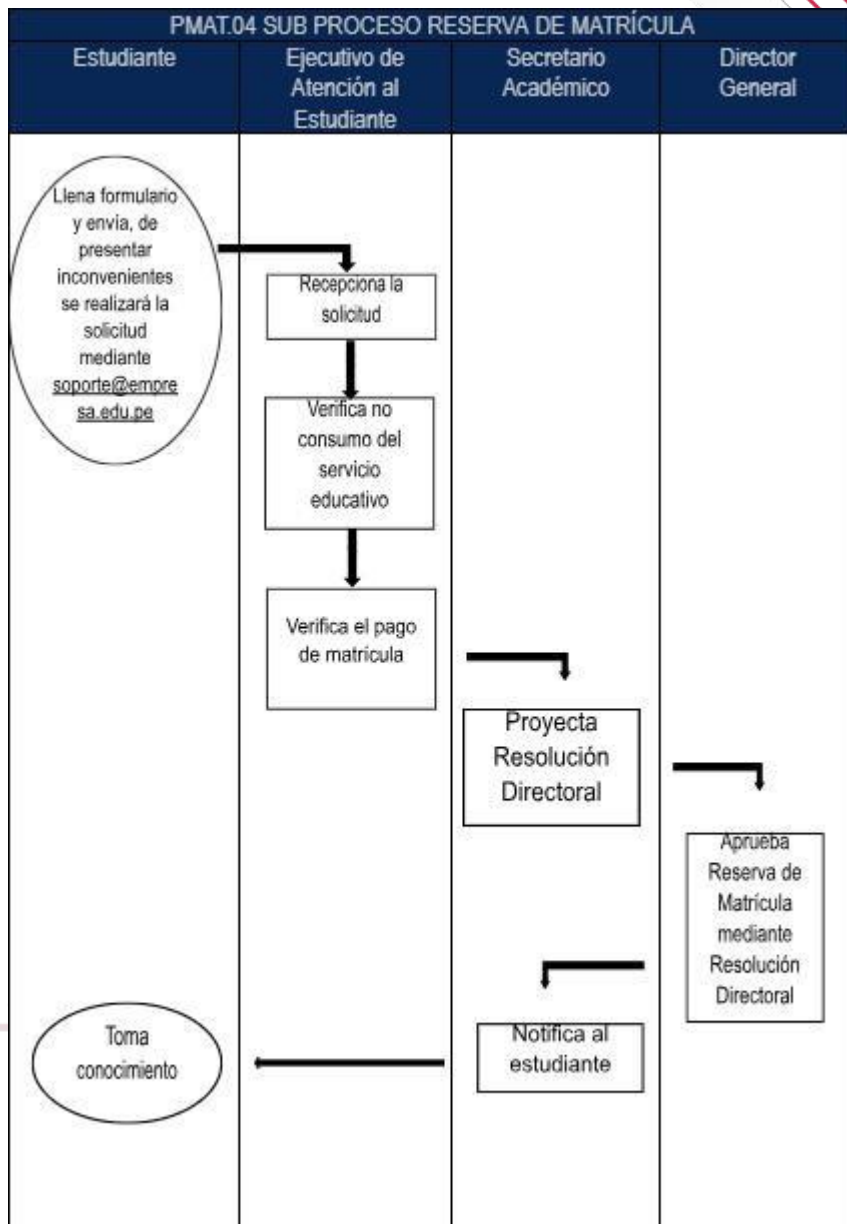 PMAT.04 SUB PROCESO RESERVA DE MATRÍCULA
Estudiante
Ejecutivo de
Atención al
Estudiante
Secretario
Académico
Director
General
Llena formulario
y envía, de
presentar
inconvenientes
se realizará la
solicitud
mediante
soporte@empre
sa.edu.pe
Recepciona la
solicitud
Verifica no
consumo del
servicio
educativo
Verifica el pago
de matrícula
Proyecta
Resolución
Directoral
Aprueba
Reserva de
Matrícula
mediante
Resolución
Directoral
Notifica al
estudiante
Toma
conocimiento